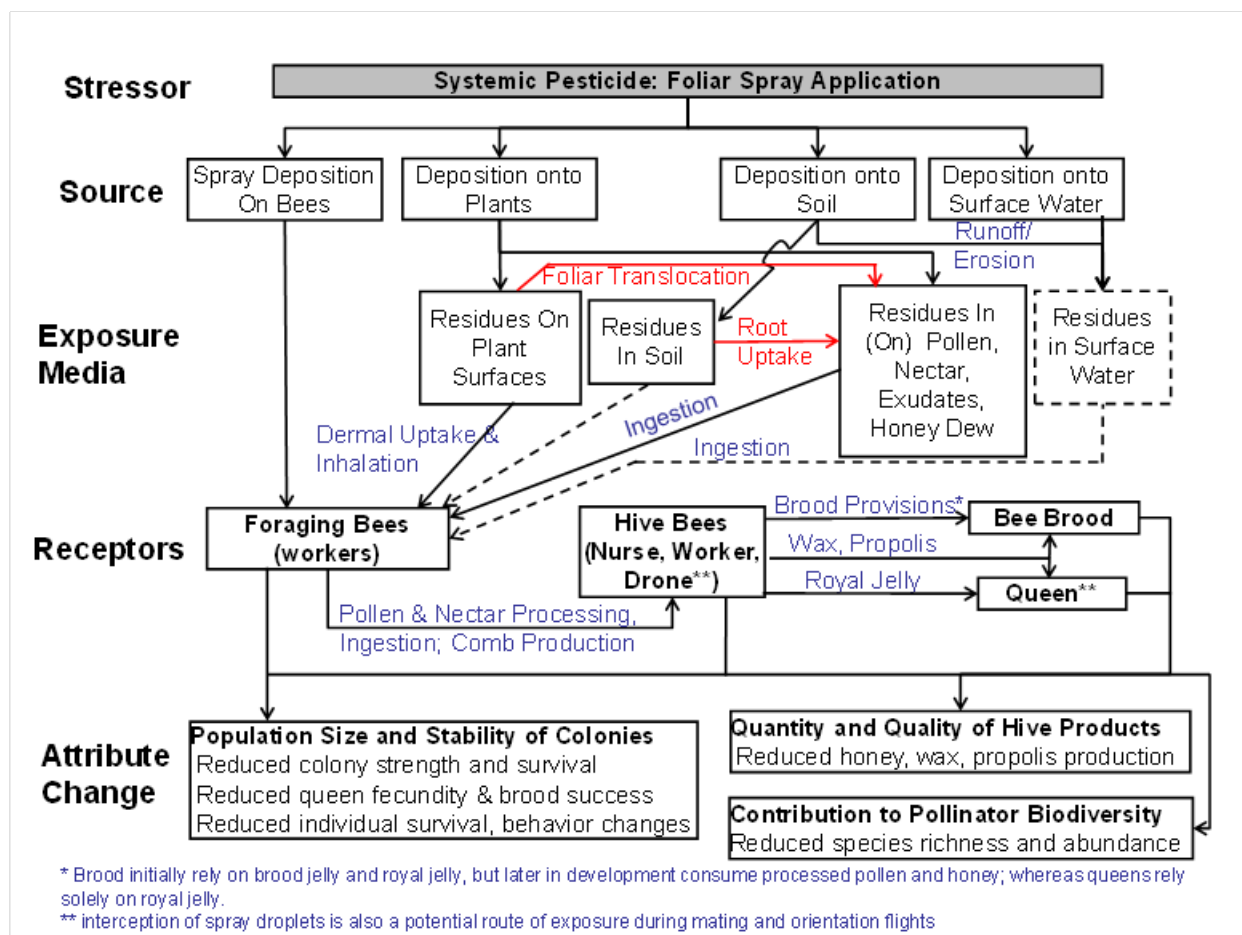 Stressor
Systemic Pesticide: Foliar Spray Application
Source
Spray Deposition
On Bees
Deposition onto
Plants
Deposition onto
Soil
Deposition onto
Surface Water
Runoff/
Erosion
Foliar Translocation
Exposure
Media
Residues On
Plant
Surfaces
Residues
In Soil
Root
Uptake
Residues In
(On) Pollen,
Nectar,
Exudates,
Honey Dew
Residues
in Surface
Water
Dermal Uptake &
Inhalation
Ingestion
Ingestion
Receptors
Foraging Bees
(workers)
Hive Bees
(Nurse, Worker,
Drone**)
Brood Provisions*
Bee Brood
Wax, Propolis
Royal Jelly
Queen**
Pollen & Nectar Processing,
Ingestion; Comb Production
Attribute
Change
Population Size and Stability of Colonies
Reduced colony strength and survival
Reduced queen fecundity & brood success
Reduced individual survival, behavior changes
Quantity and Quality of Hive Products
Reduced honey, wax, propolis production
Contribution to Pollinator Biodiversity
Reduced species richness and abundance
* Brood initially rely on brood jelly and royal jelly, but later in development consume processed pollen and honey; whereas queens rely
solely on royal jelly.
** interception of spray droplets is also a potential route of exposure during mating and orientation flights